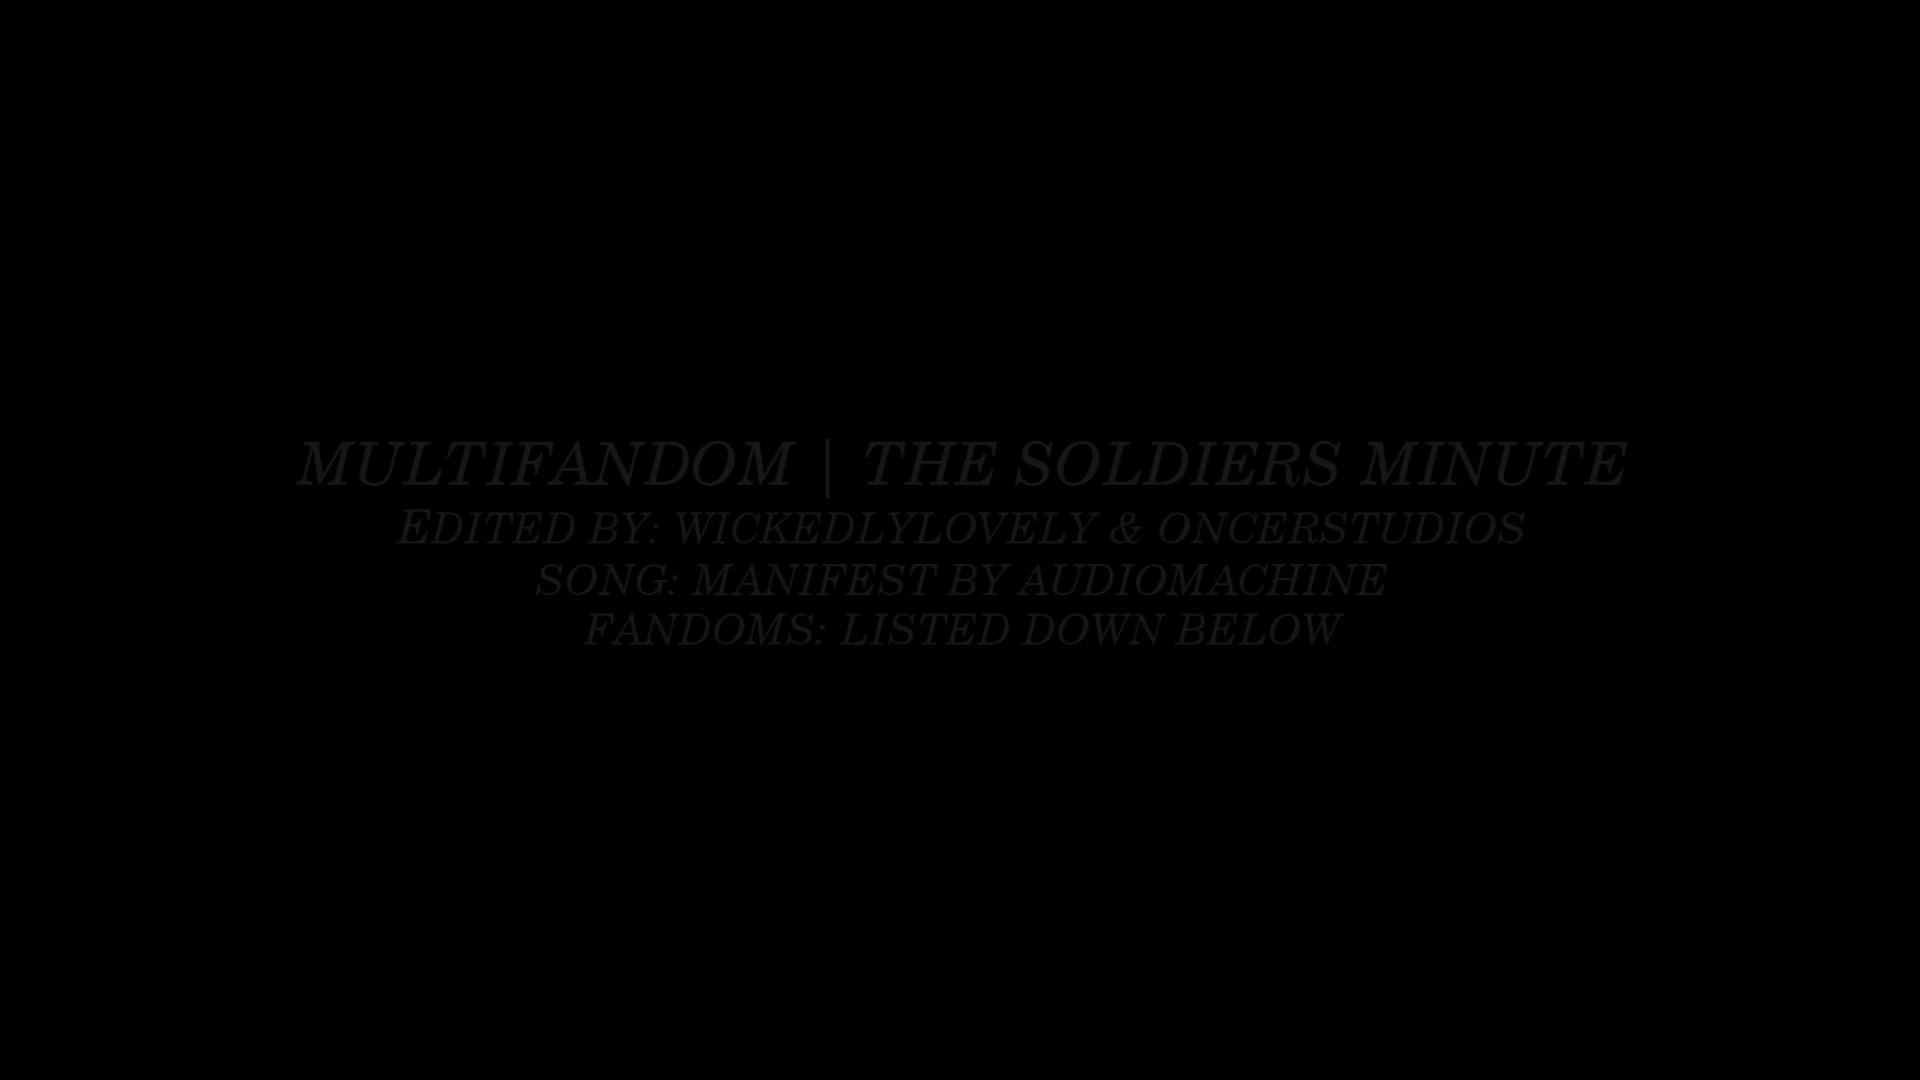 MULTIFANDOM | THE SOLDIERS MINUTE
EDITED BY: WICKEDLYLOVELY & ONCERSTUDIOS
SONG: MANIFEST BY AUDIOMACHINE
FANDOMS: LISTED DOWN BELOW